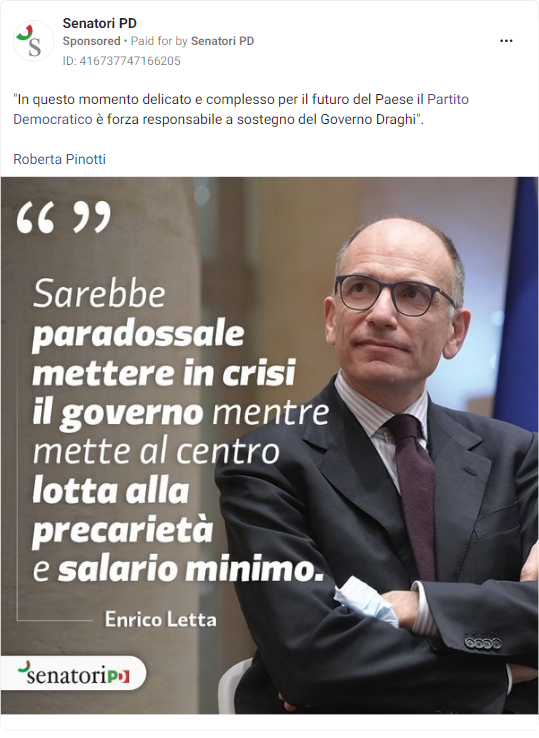 Senatori PD
Sponsored • Paid for by Senatori PD
ID: 416737747166205
"In questo momento delicato e complesso per il futuro del Paese il Partito
Democratico è forza responsabile a sostegno del Governo Draghi".
Roberta Pinotti
“ ”
Sarebbe
paradossale
mettere in crisi
il governo mentre
mette al centro
lotta alla
precarietà
e salario minimo.
Enrico Letta
senatoriPD